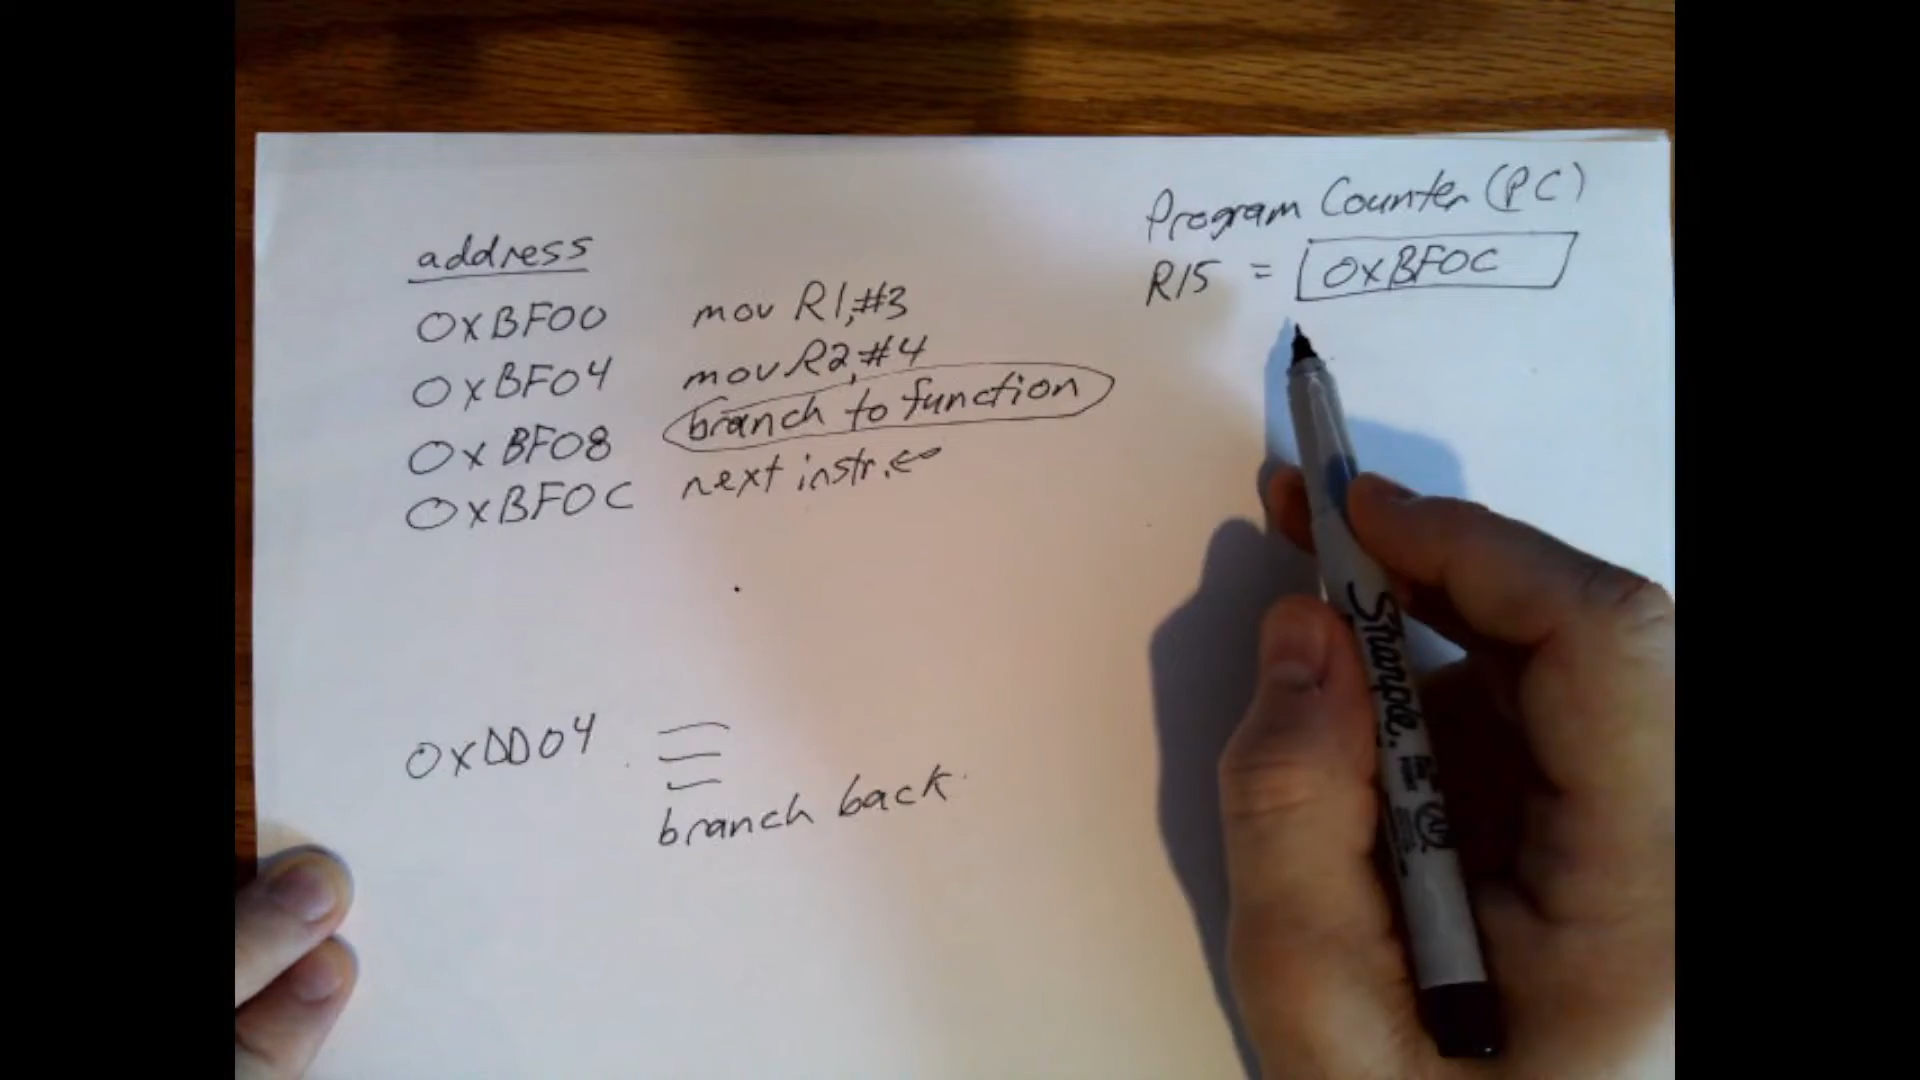 Program Counter (PC)
R15 = 0xBF0C
address
0xBF00 mov R1,#3
0xBF04 mov R2,#4
0xBF08 branch to function
0xBF0C next instr.
0xDD04
branch back
Sharpie.